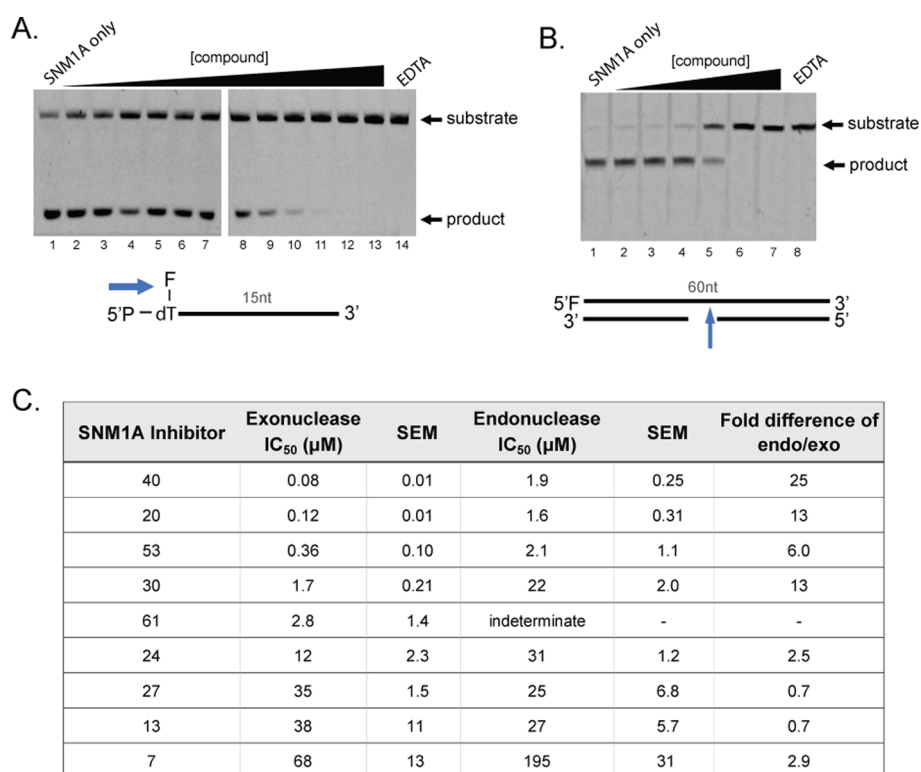 A.
SNM1A only
[compound]
EDTA
substrate
product
1 2 3 4 5 6 7 8 9 10 11 12 13 14
F
5'P dT 15nt 3'
B.
SNM1A only
[compound]
EDTA
substrate
product
1 2 3 4 5 6 7 8
60nt
5'F 3'
3' 5'
C.
SNM1A Inhibitor Exonuclease IC50 (µM) SEM Endonuclease IC50 (µM) SEM Fold difference of endo/exo
40 0.08 0.01 1.9 0.25 25
20 0.12 0.01 1.6 0.31 13
53 0.36 0.10 2.1 1.1 6.0
30 1.7 0.21 22 2.0 13
61 2.8 1.4 indeterminate - -
24 12 2.3 31 1.2 2.5
27 35 1.5 25 6.8 0.7
13 38 11 27 5.7 0.7
7 68 13 195 31 2.9